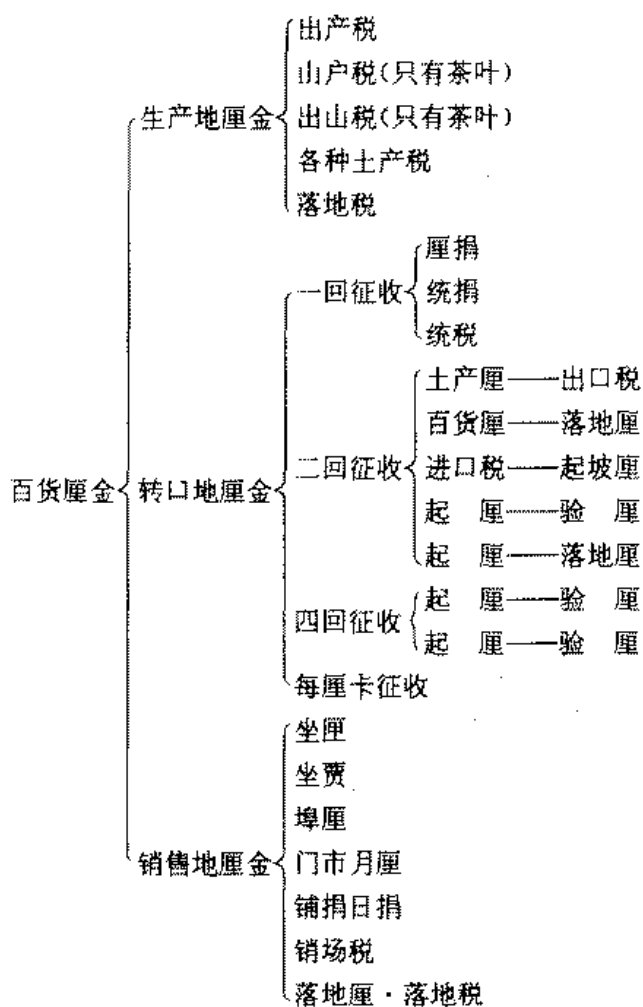 出产税
山户税(只有茶叶)
生产地厘金
出山税(只有茶叶)
各种土产税
落地税
厘捐
一回征收
统捐
统税
土产厘——出口税
百货厘——落地厘
百货厘金
转口地厘金
二回征收
进口税——起坡厘
起 厘——验 厘
起 厘——落地厘
四回征收
起 厘——验 厘
起 厘——验 厘
每厘卡征收
坐厘
坐贾
埠厘
销售地厘金
门市月厘
铺捐日捐
销场税
落地厘·落地税